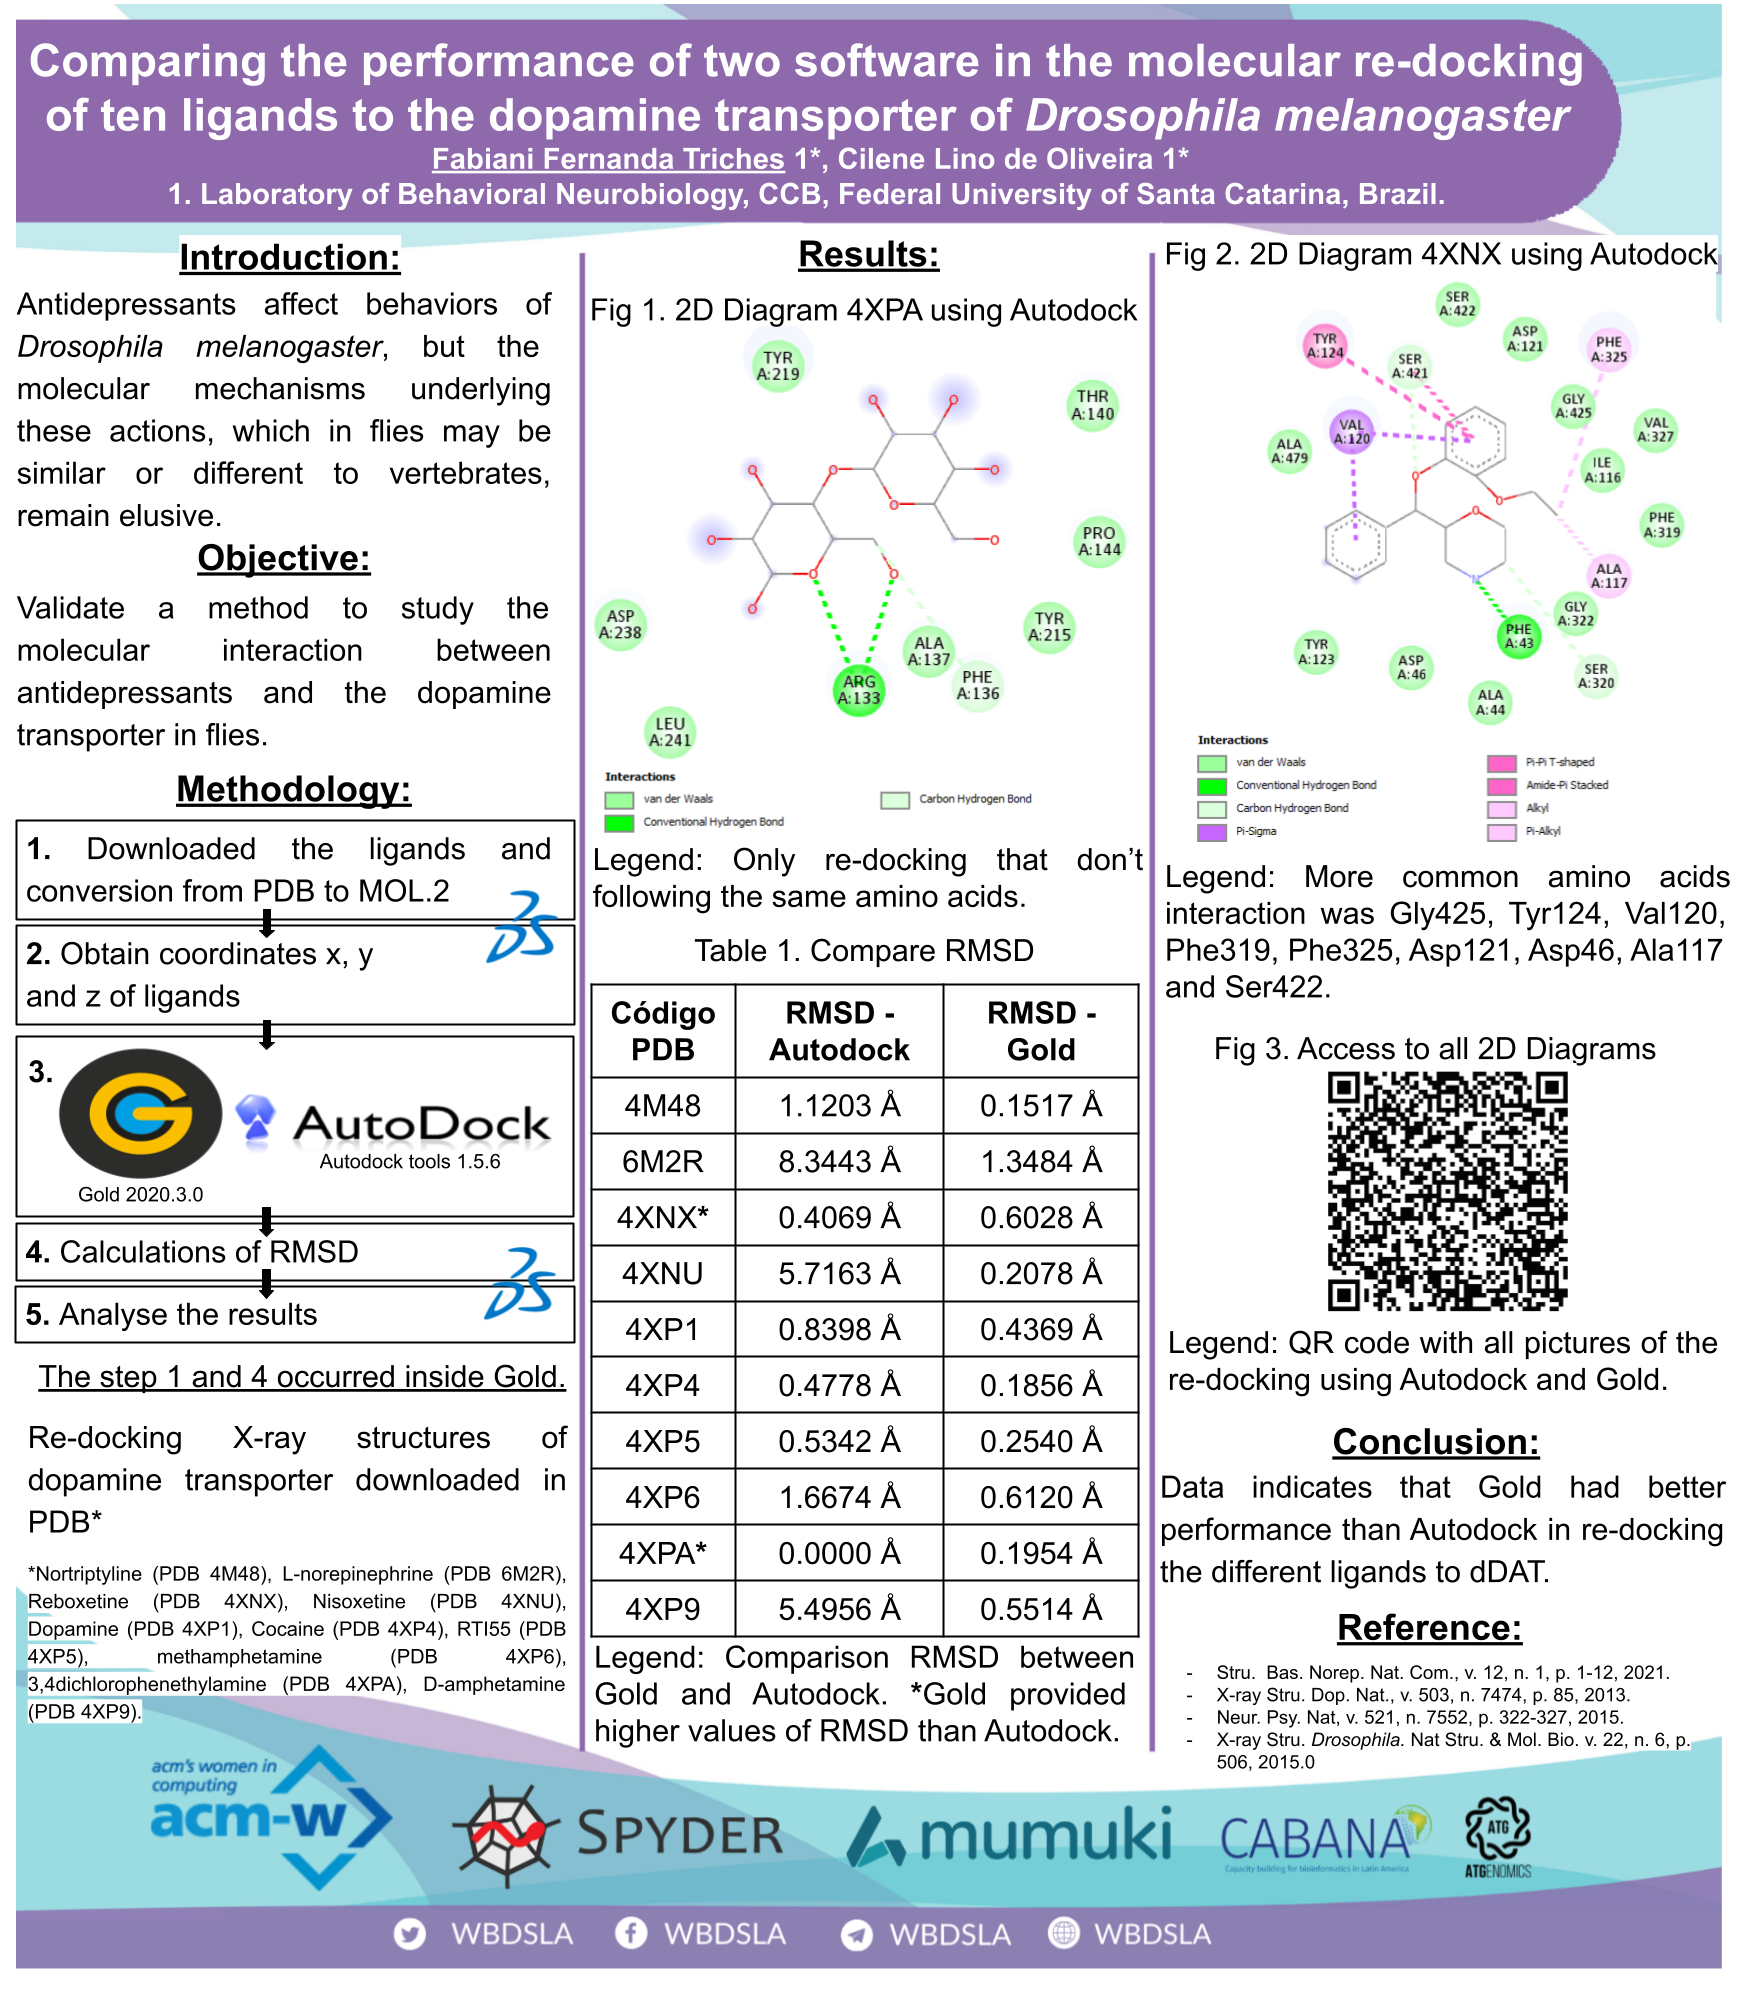 Comparing the performance of two software in the molecular re-docking
of ten ligands to the dopamine transporter of Drosophila melanogaster
Fabiani Fernanda Triches 1*, Cilene Lino de Oliveira 1*
1. Laboratory of Behavioral Neurobiology, CCB, Federal University of Santa Catarina, Brazil.
Introduction:
Antidepressants affect behaviors of
Drosophila melanogaster, but the
molecular mechanisms underlying
these actions, which in flies may be
similar or different to vertebrates,
remain elusive.
Objective:
Validate a method to study the
molecular interaction between
antidepressants and the dopamine
transporter in flies.
Methodology:
1. Downloaded the ligands and
conversion from PDB to MOL.2
2. Obtain coordinates x, y
and z of ligands
3.
AutoDock
Autodock tools 1.5.6
Gold 2020.3.0
4. Calculations of RMSD
5. Analyse the results
The step 1 and 4 occurred inside Gold.
Re-docking X-ray structures of
dopamine transporter downloaded in
PDB*
*Nortriptyline (PDB 4M48), L-norepinephrine (PDB 6M2R),
Reboxetine (PDB 4XNX), Nisoxetine (PDB 4XNU),
Dopamine (PDB 4XP1), Cocaine (PDB 4XP4), RTI55 (PDB
4XP5), methamphetamine (PDB 4XP6),
3,4dichlorophenethylamine (PDB 4XPA), D-amphetamine
(PDB 4XP9).
Results:
Fig 1. 2D Diagram 4XPA using Autodock
TYR
A:219
THR
A:140
O
O
O
O
O
O
O
O
PRO
A:144
O
O
O
ASP
A:238
TYR
A:215
ALA
A:137
ARG
A:133
PHE
A:136
LEU
A:241
Interactions
van der Waals
Conventional Hydrogen Bond
Carbon Hydrogen Bond
Legend: Only re-docking that don't
following the same amino acids.
Table 1. Compare RMSD
Código PDB RMSD - Autodock RMSD - Gold
4M48 1.1203 Å 0.1517 Å
6M2R 8.3443 Å 1.3484 Å
4XNX* 0.4069 Å 0.6028 Å
4XNU 5.7163 Å 0.2078 Å
4XP1 0.8398 Å 0.4369 Å
4XP4 0.4778 Å 0.1856 Å
4XP5 0.5342 Å 0.2540 Å
4XP6 1.6674 Å 0.6120 Å
4XPA* 0.0000 Å 0.1954 Å
4XP9 5.4956 Å 0.5514 Å
Legend: Comparison RMSD between
Gold and Autodock. *Gold provided
higher values of RMSD than Autodock.
Fig 2. 2D Diagram 4XNX using Autodock
SER
A:422
TYR
A:124
ASP
A:121
PHE
A:325
SER
A:421
GLY
A:425
VAL
A:120
VAL
A:327
ALA
A:479
ILE
A:116
O
O
O
PHE
A:319
N
ALA
A:117
GLY
A:322
PHE
A:43
TYR
A:123
ASP
A:46
SER
A:320
ALA
A:44
Interactions
van der Waals
Conventional Hydrogen Bond
Carbon Hydrogen Bond
Pi-Sigma
Pi-Pi T-shaped
Amide-Pi Stacked
Alkyl
Pi-Alkyl
Legend: More common amino acids
interaction was Gly425, Tyr124, Val120,
Phe319, Phe325, Asp121, Asp46, Ala117
and Ser422.
Fig 3. Access to all 2D Diagrams
Legend: QR code with all pictures of the
re-docking using Autodock and Gold.
Conclusion:
Data indicates that Gold had better
performance than Autodock in re-docking
the different ligands to dDAT.
Reference:
- Stru. Bas. Norep. Nat. Com., v. 12, n. 1, p. 1-12, 2021.
- X-ray Stru. Dop. Nat., v. 503, n. 7474, p. 85, 2013.
- Neur. Psy. Nat, v. 521, n. 7552, p. 322-327, 2015.
- X-ray Stru. Drosophila. Nat Stru. & Mol. Bio. v. 22, n. 6, p.
506, 2015.0
acm's women in
computing
acm-w
SPYDER
mumuki
CABANA
Capacity building for bioinformatics in Latin America
ATG
ATGENOMICS
WBDSLA WBDSLA WBDSLA WBDSLA